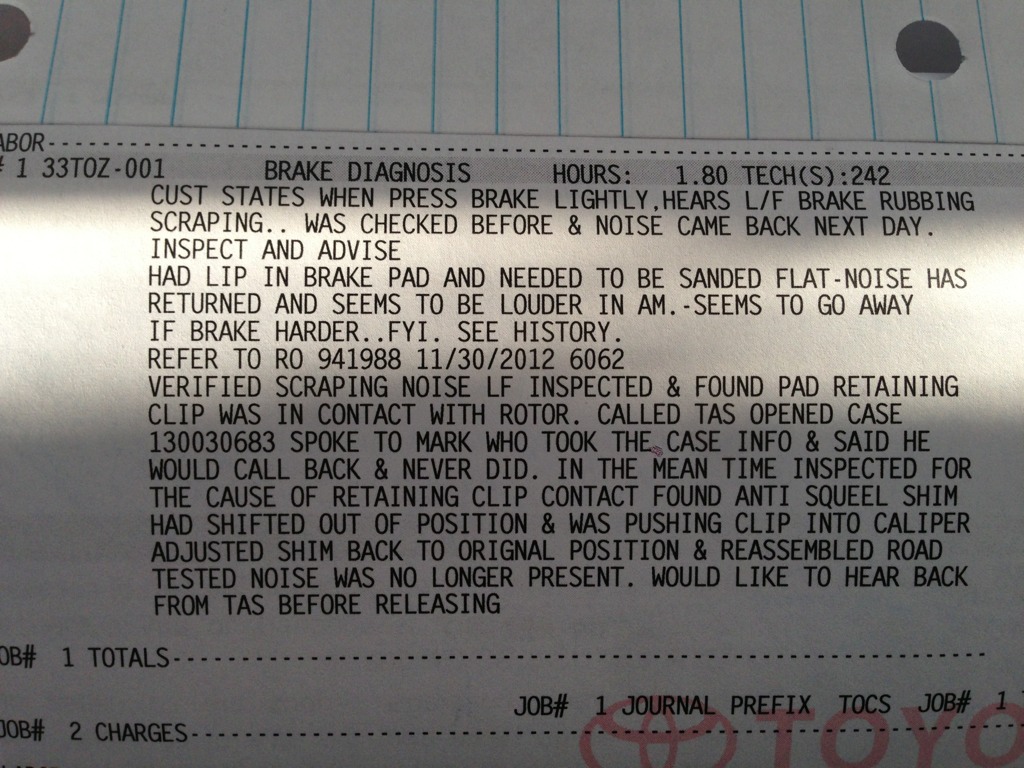 ABOR-----------------------------------------------------------------
# 1 33TOZ-001 BRAKE DIAGNOSIS HOURS: 1.80 TECH(S):242
CUST STATES WHEN PRESS BRAKE LIGHTLY,HEARS L/F BRAKE RUBBING
SCRAPING.. WAS CHECKED BEFORE & NOISE CAME BACK NEXT DAY.
INSPECT AND ADVISE
HAD LIP IN BRAKE PAD AND NEEDED TO BE SANDED FLAT-NOISE HAS
RETURNED AND SEEMS TO BE LOUDER IN AM.-SEEMS TO GO AWAY
IF BRAKE HARDER..FYI. SEE HISTORY.
REFER TO RO 941988 11/30/2012 6062
VERIFIED SCRAPING NOISE LF INSPECTED & FOUND PAD RETAINING
CLIP WAS IN CONTACT WITH ROTOR. CALLED TAS OPENED CASE
130030683 SPOKE TO MARK WHO TOOK THE CASE INFO & SAID HE
WOULD CALL BACK & NEVER DID. IN THE MEAN TIME INSPECTED FOR
THE CAUSE OF RETAINING CLIP CONTACT FOUND ANTI SQUEEL SHIM
HAD SHIFTED OUT OF POSITION & WAS PUSHING CLIP INTO CALIPER
ADJUSTED SHIM BACK TO ORIGNAL POSITION & REASSEMBLED ROAD
TESTED NOISE WAS NO LONGER PRESENT. WOULD LIKE TO HEAR BACK
FROM TAS BEFORE RELEASING
OB# 1 TOTALS---------------------------------------------------------
JOB# 1 JOURNAL PREFIX TOCS JOB# 1
JOB# 2 CHARGES-------------------------------------------------------
TOYO